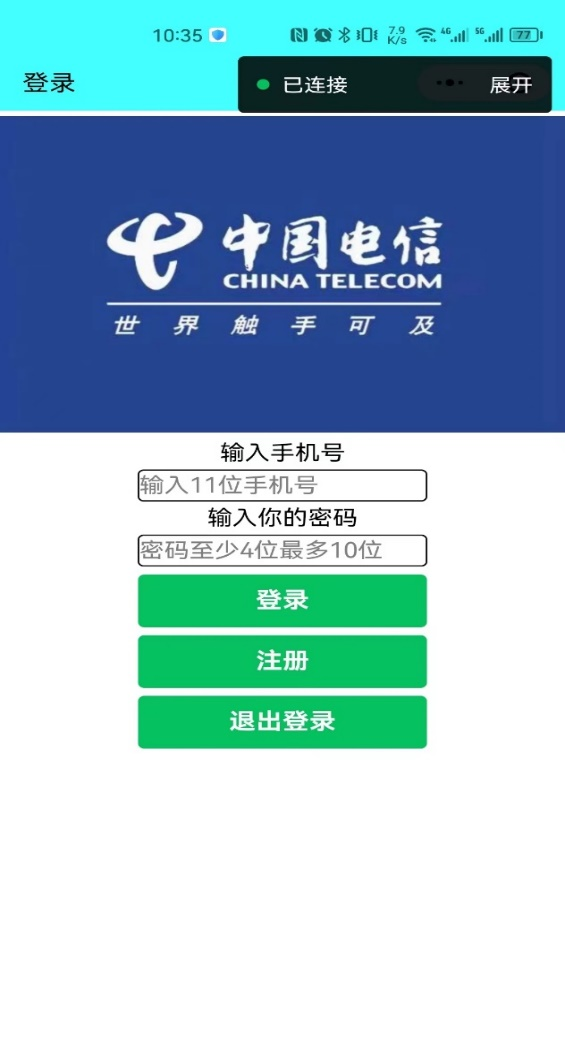 10:35 7.9 K/s 4G 5G 77
登录
已连接 展开
中国电信
CHINA TELECOM
世界触手可及
输入手机号
输入11位手机号
输入你的密码
密码至少4位最多10位
登录
注册
退出登录